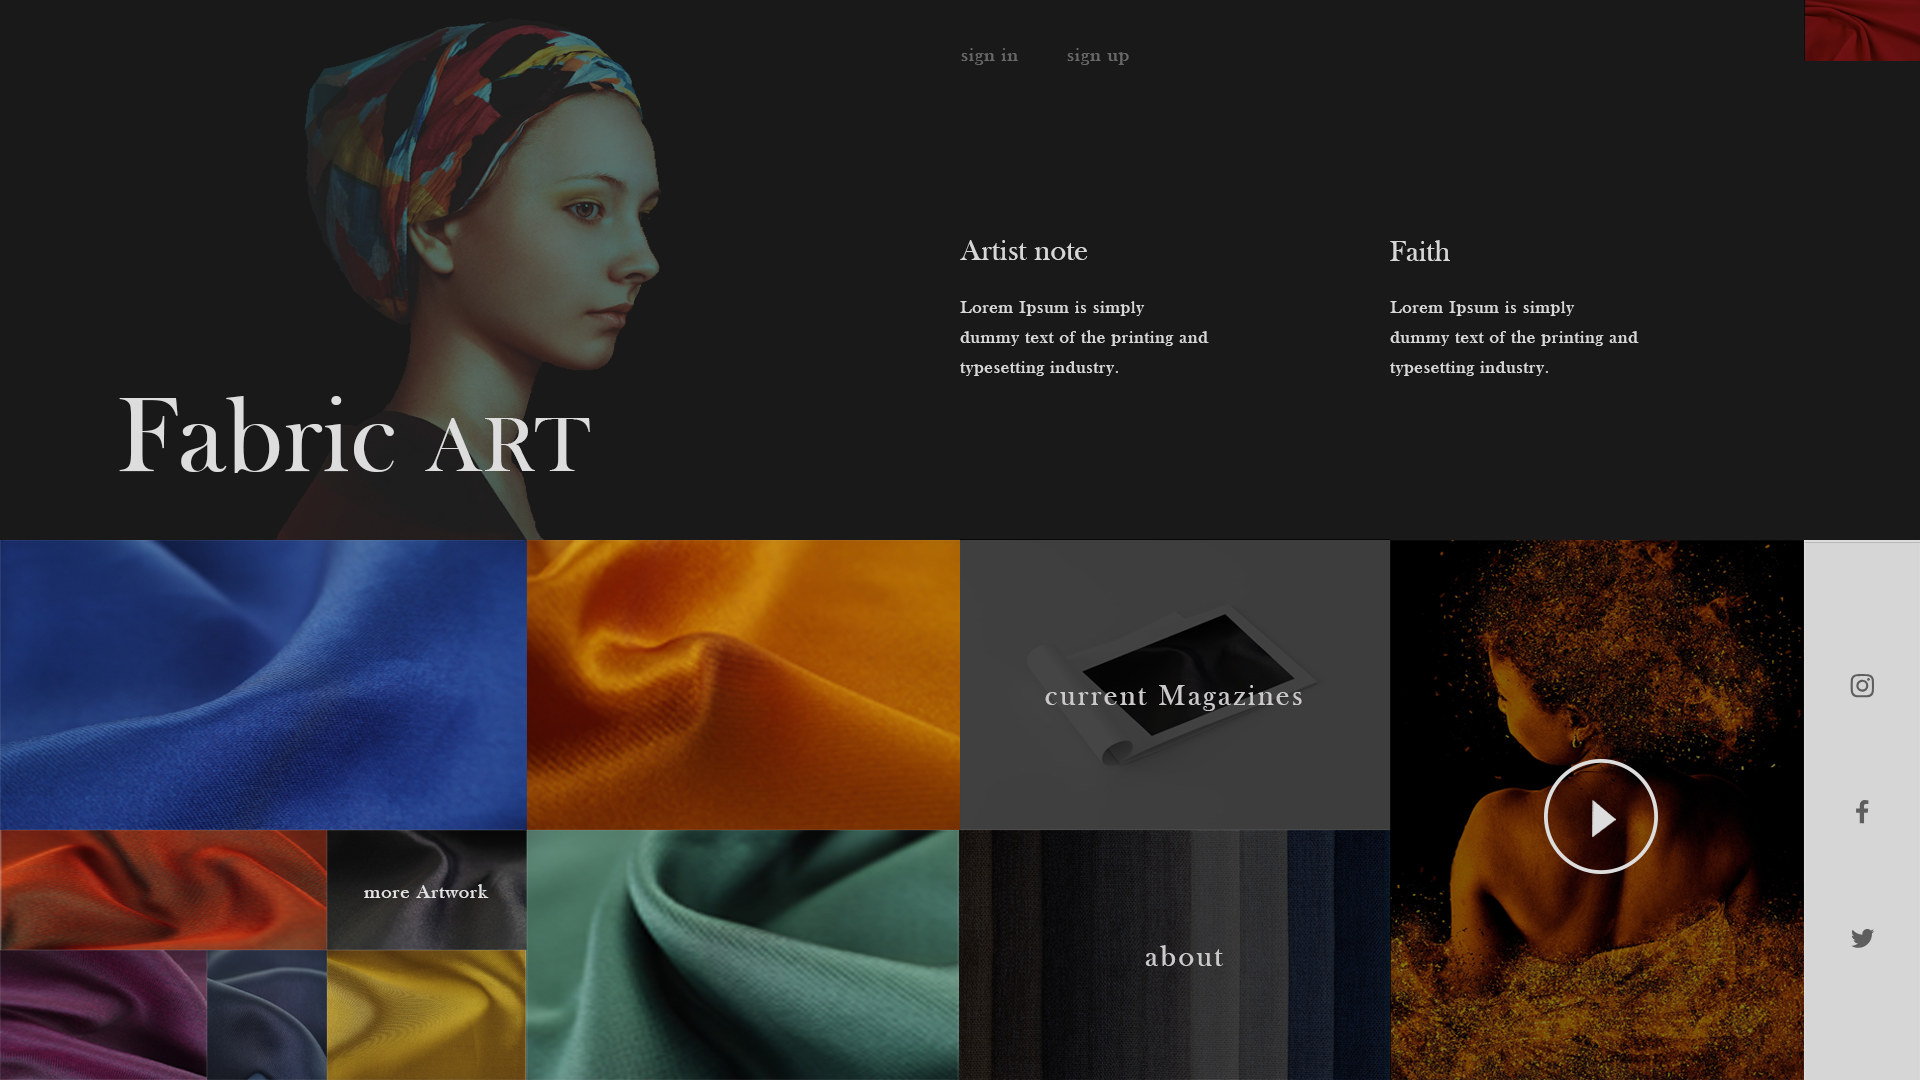 sign in
sign up
Artist note
Lorem Ipsum is simply
dummy text of the printing and
typesetting industry.
Faith
Lorem Ipsum is simply
dummy text of the printing and
typesetting industry.
Fabric ART
current Magazines
more Artwork
about